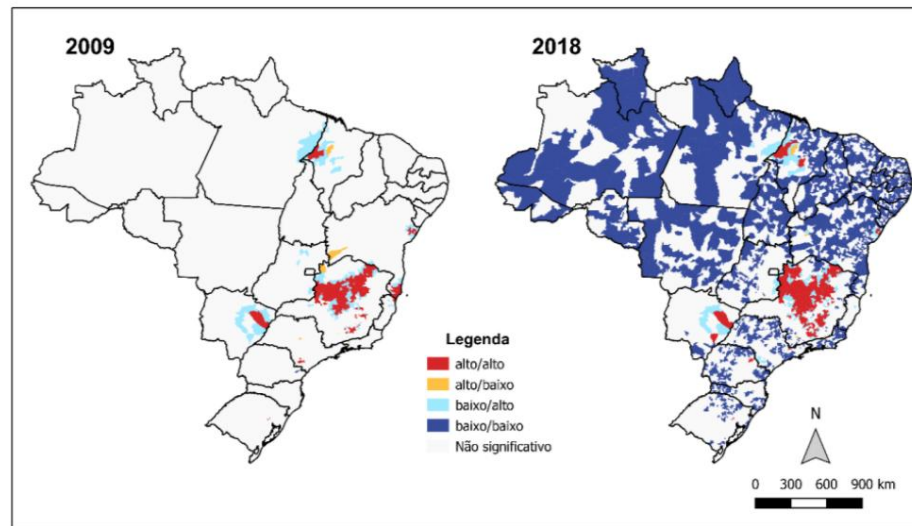 2009
2018
Legenda
alto/alto
alto/baixo
baixo/alto
baixo/baixo
Não significativo
N
0 300 600 900 km